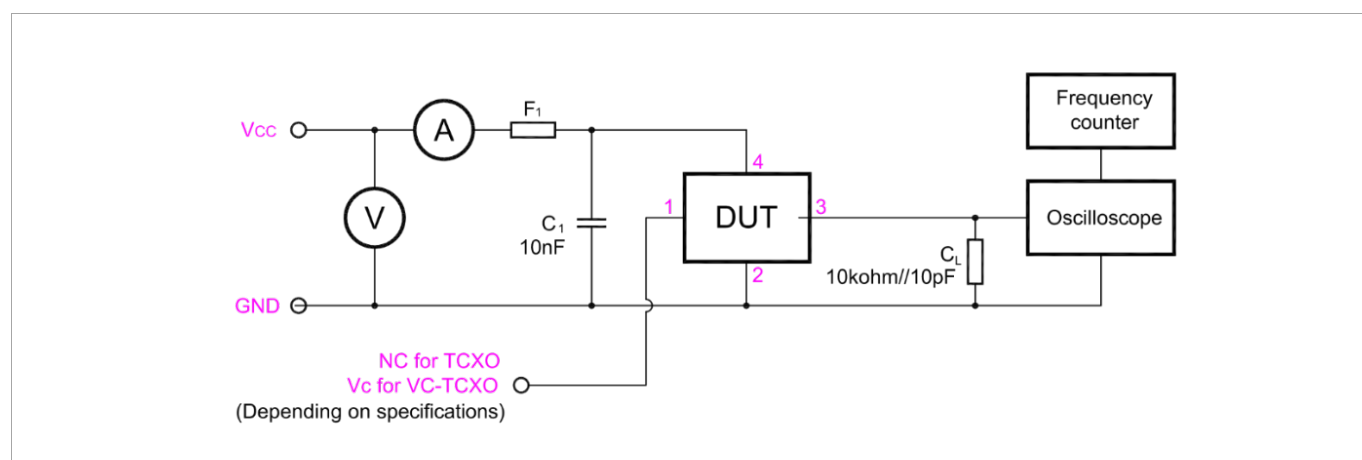 Frequency
counter
F1
Vcc
A
4
V
C1
10nF
1
DUT
3
Oscilloscope
CL
10kohm//10pF
2
GND
NC for TCXO
Vc for VC-TCXO
(Depending on specifications)